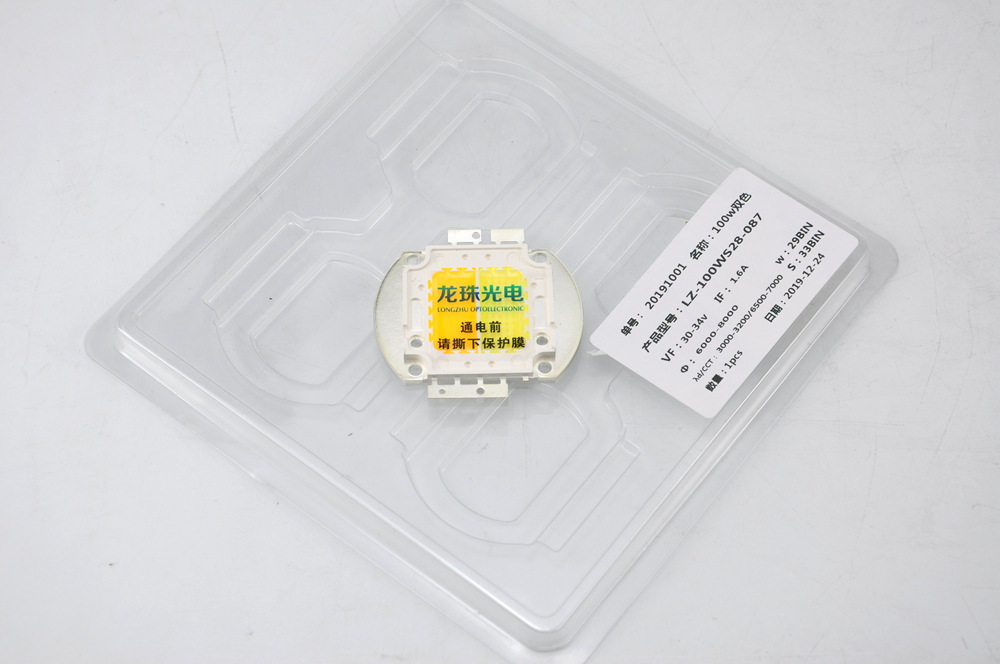 龙珠光电
LONGZHU OPTOELECTRONIC
通电前
请撕下保护膜
单号：20191001 名称：100w双色
产品型号：LZ-100WS28-087
VF：30-34v IF：1.6A w：29BIN
Φ：6000-8000 S：33BIN
λd/CCT：3000-3200/6500-7000
数量：1pcs 日期：2019-12-24